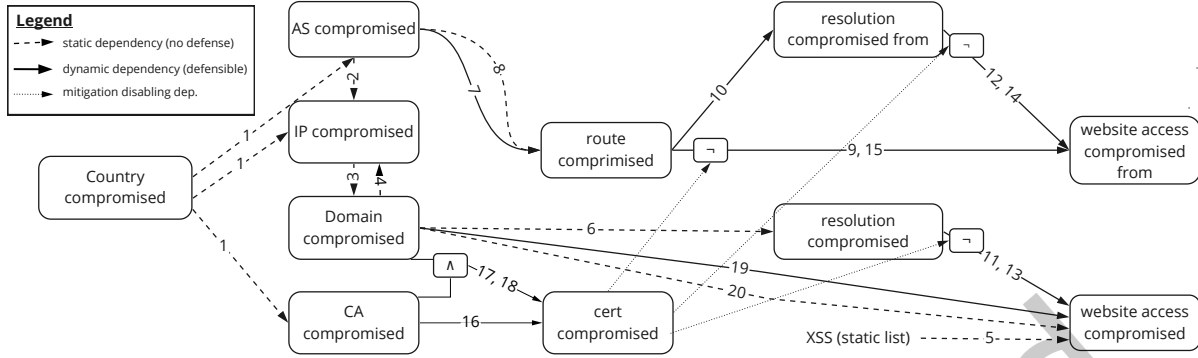 Legend
static dependency (no defense)
dynamic dependency (defensible)
mitigation disabling dep.
AS compromised
IP compromised
Country
compromised
Domain
compromised
CA
compromised
route
comprimised
cert
compromised
resolution
compromised from
resolution
compromised
website access
compromised
from
website access
compromised
XSS (static list)
¬
¬
¬
∧
1
1
1
2
3
4
8
7
10
12, 14
9, 15
6
19
20
11, 13
17, 18
16
5